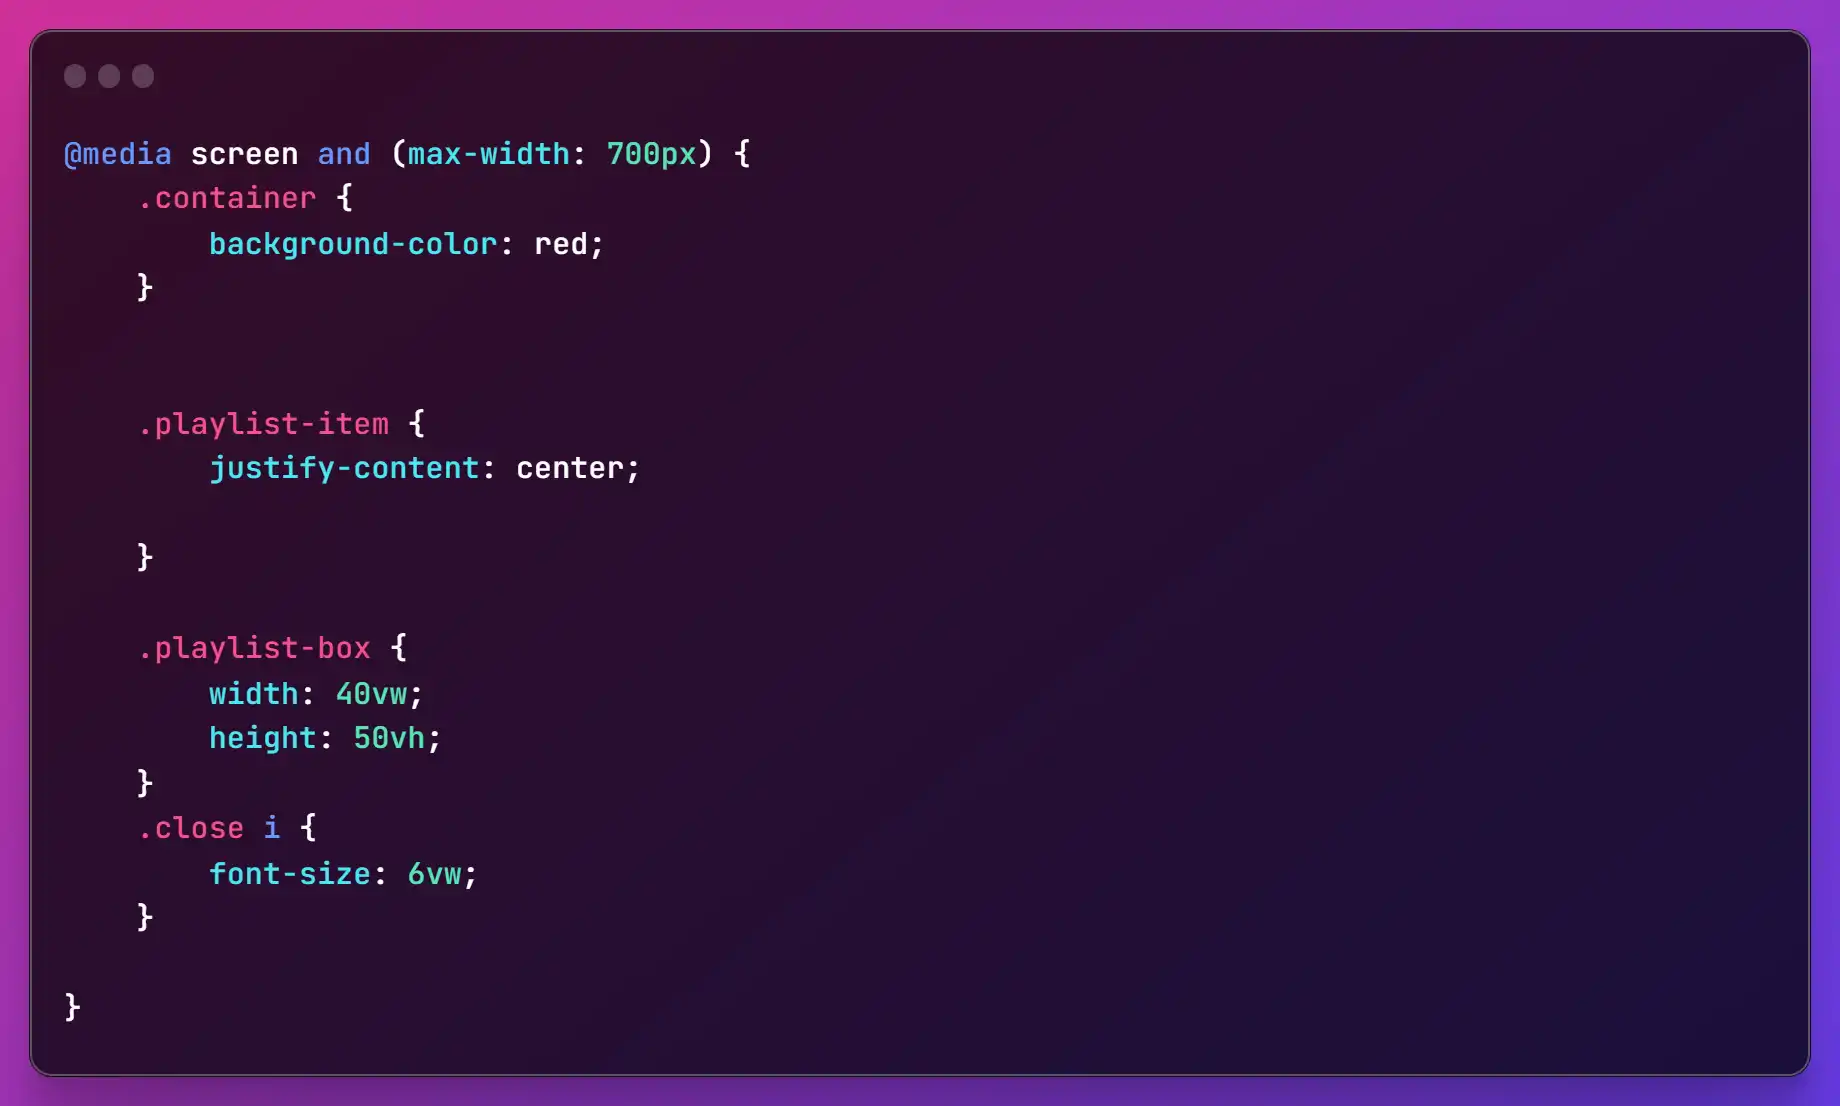 @media screen and (max-width: 700px) {
    .container {
        background-color: red;
    }
    .playlist-item {
        justify-content: center;
    }
    .playlist-box {
        width: 40vw;
        height: 50vh;
    }
    .close i {
        font-size: 6vw;
    }
}